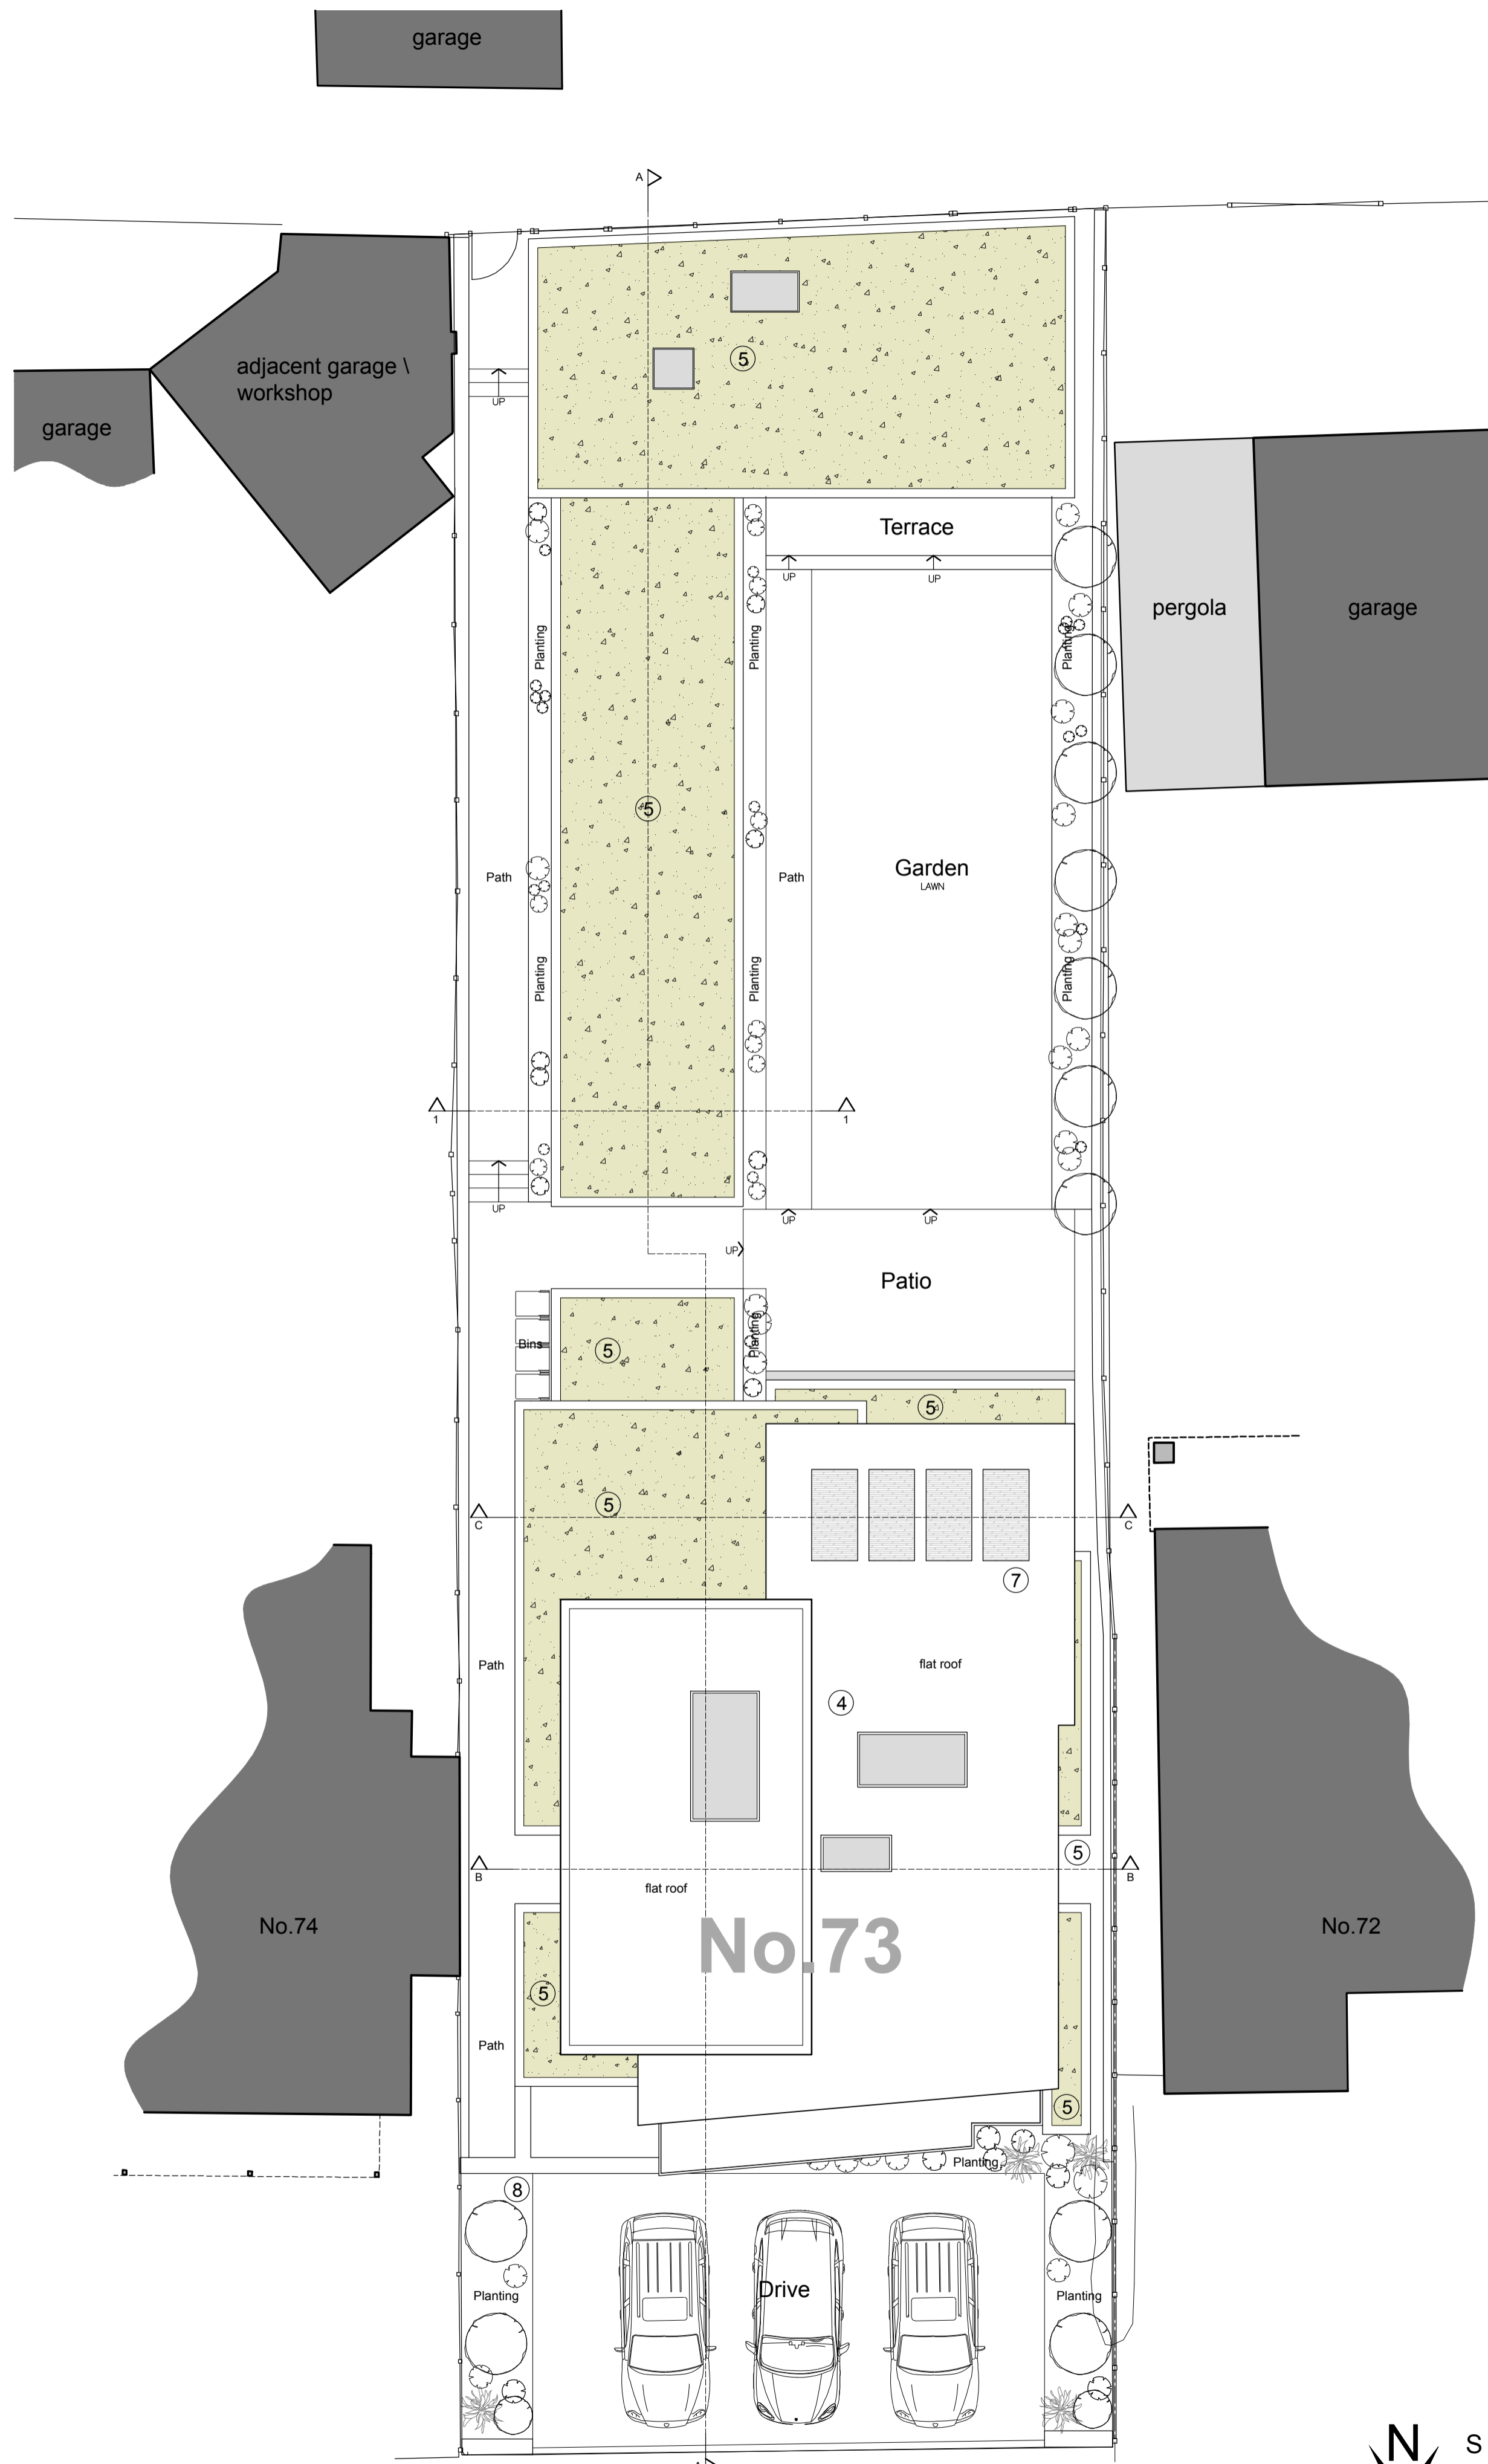 garage
A
adjacent garage \
workshop
garage
5
UP
Terrace
UP
UP
pergola
garage
Planting
Planting
Planting
5
Path
Path
Garden
LAWN
Planting
Planting
Planting
1
1
UP
UP
UP
UP
Patio
Bins
5
Planting
5
5
C
C
7
Path
flat roof
4
5
B
B
flat roof
No.73
No.74
No.72
5
Path
5
Planting
8
Drive
Planting
Planting
N
S